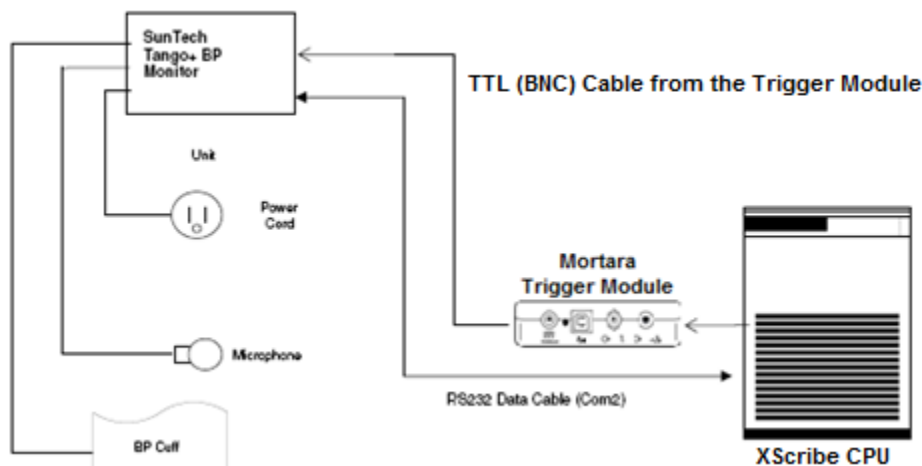 SunTech
Tango+ BP
Monitor
TTL (BNC) Cable from the Trigger Module
Unit
Power
Cord
Mortara
Trigger Module
Microphone
RS232 Data Cable (Com2)
BP Cuff
XScribe CPU